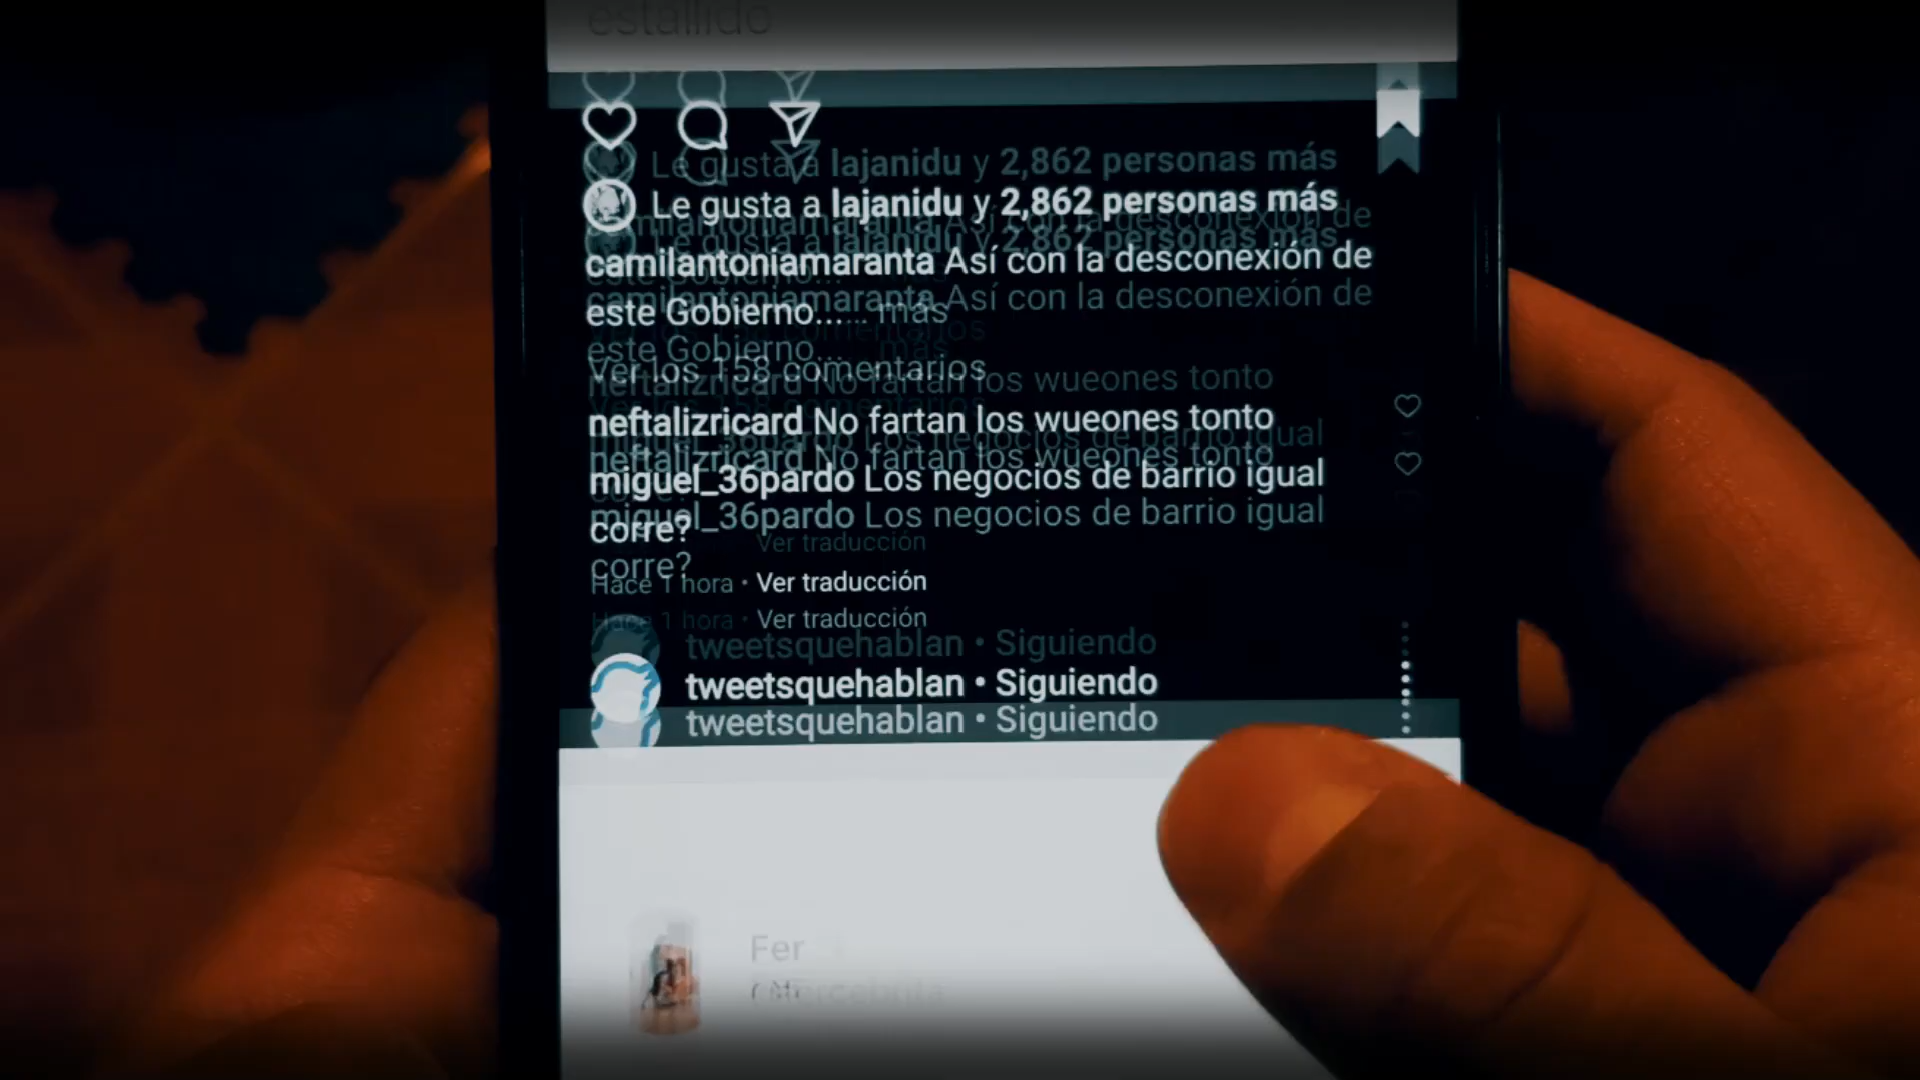 estallido
Le gusta a lajanidu y 2,862 personas más
camilantoniamaranta Así con la desconexión de
este Gobierno... más
Ver los 158 comentarios
neftalizricard No fartan los wueones tonto
miguel_36pardo Los negocios de barrio igual
corre?
Hace 1 hora • Ver traducción
tweetsquehablan • Siguiendo
Fer